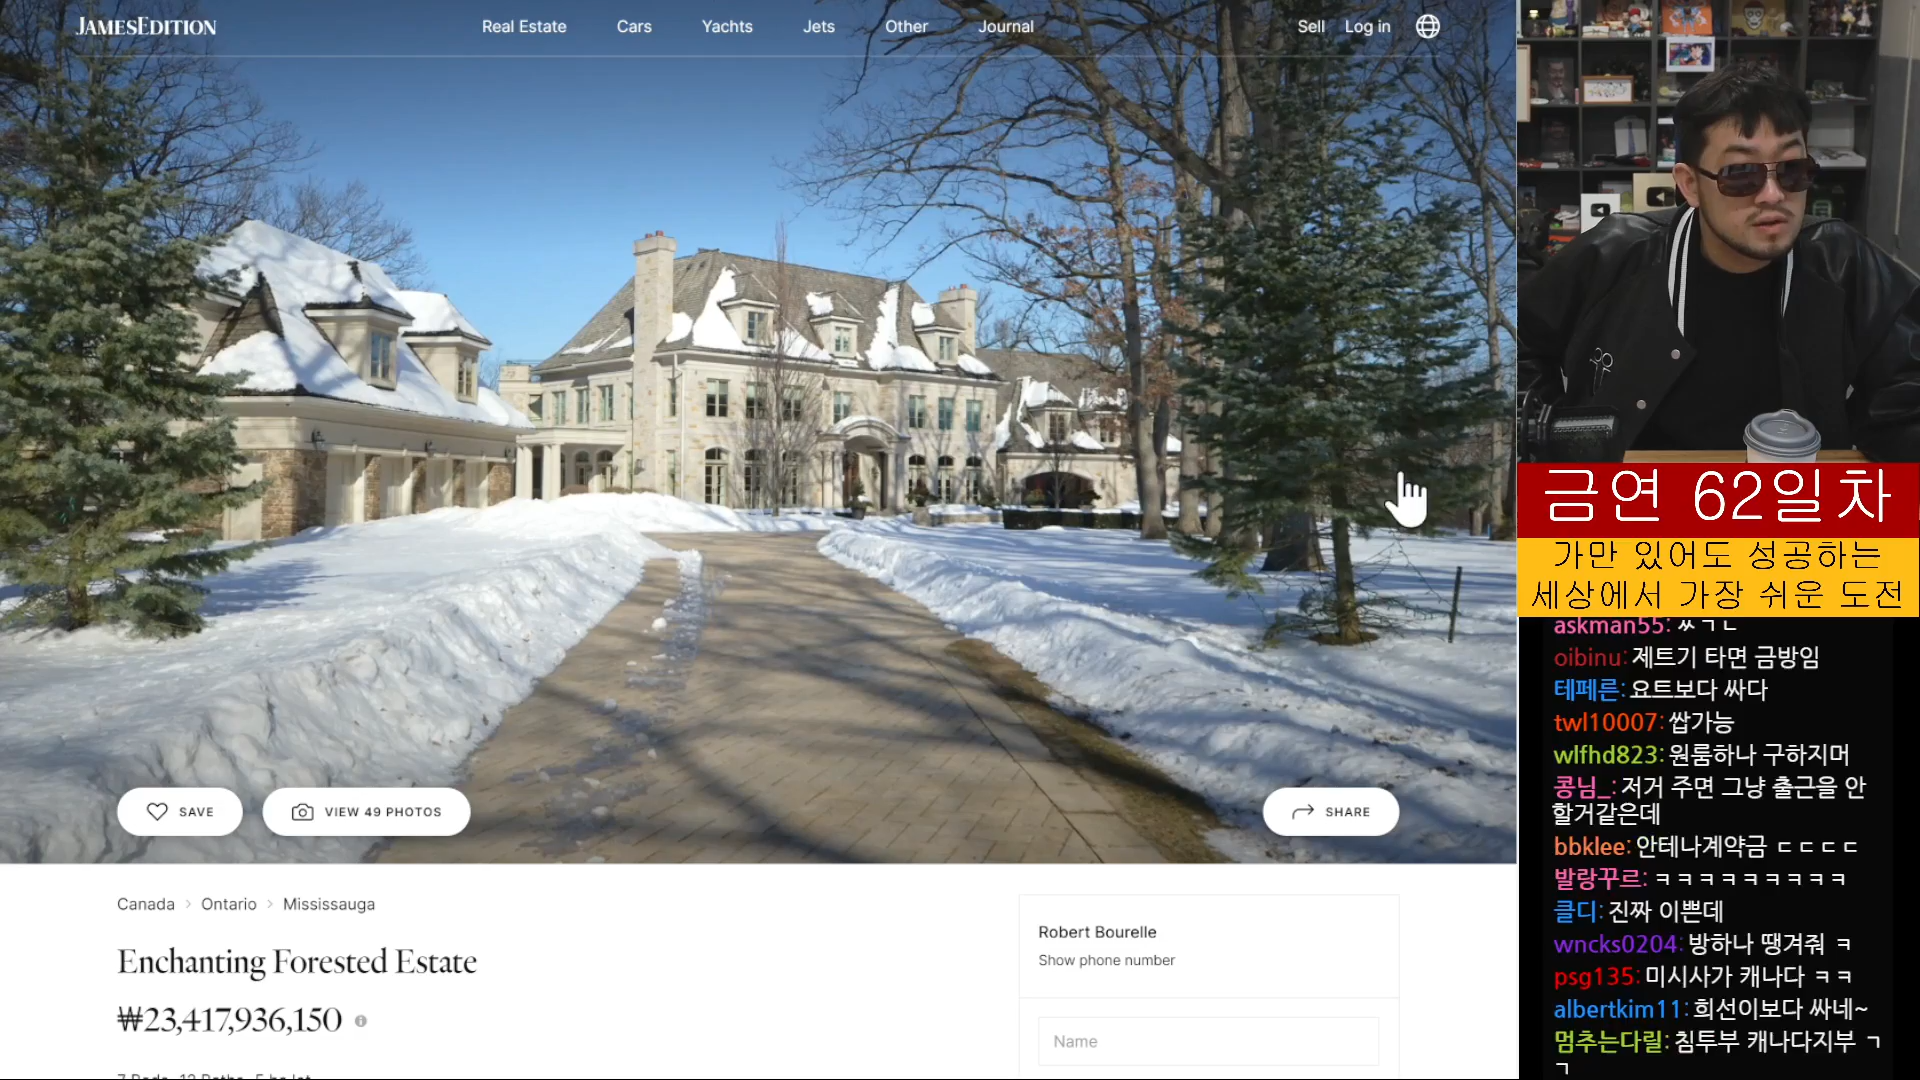 JAMESEDITION
Real Estate Cars Yachts Jets Other Journal
Sell Log in
SAVE
VIEW 49 PHOTOS
SHARE
Canada > Ontario > Mississauga
Enchanting Forested Estate
₩23,417,936,150
Robert Bourelle
Show phone number
Name
금연 62일차
가만 있어도 성공하는
세상에서 가장 쉬운 도전
askman55: ㅆㄱㄴ
oibinu: 제트기 타면 금방임
테페른: 요트보다 싸다
twl10007: 쌉가능
wlfhd823: 원룸하나 구하지머
콩님_: 저거 주면 그냥 출근을 안
할거같은데
bbklee: 안테나계약금 ㄷㄷㄷㄷ
발랑꾸르: ㅋㅋㅋㅋㅋㅋㅋㅋㅋ
클디: 진짜 이쁜데
wncks0204: 방하나 땡겨줘 ㅋ
psg135: 미시사가 캐나다 ㅋㅋ
albertkim11: 희선이보다 싸네~
멈추는다릴: 침투부 캐나다지부 ㄱ
ㄱ